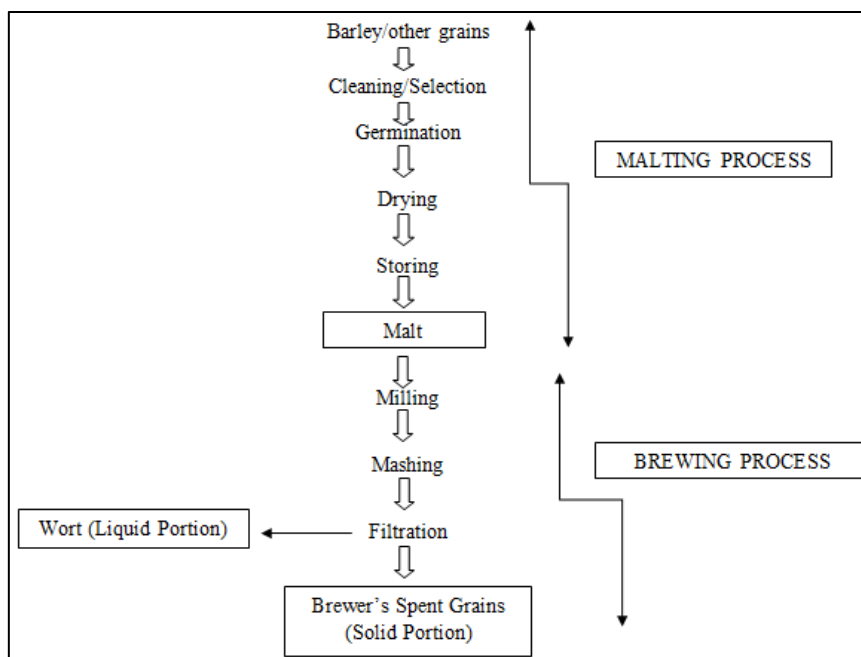 Barley/other grains
Cleaning/Selection
Germination
MALTING PROCESS
Drying
Storing
Malt
Milling
Mashing
BREWING PROCESS
Wort (Liquid Portion)
Filtration
Brewer's Spent Grains
(Solid Portion)